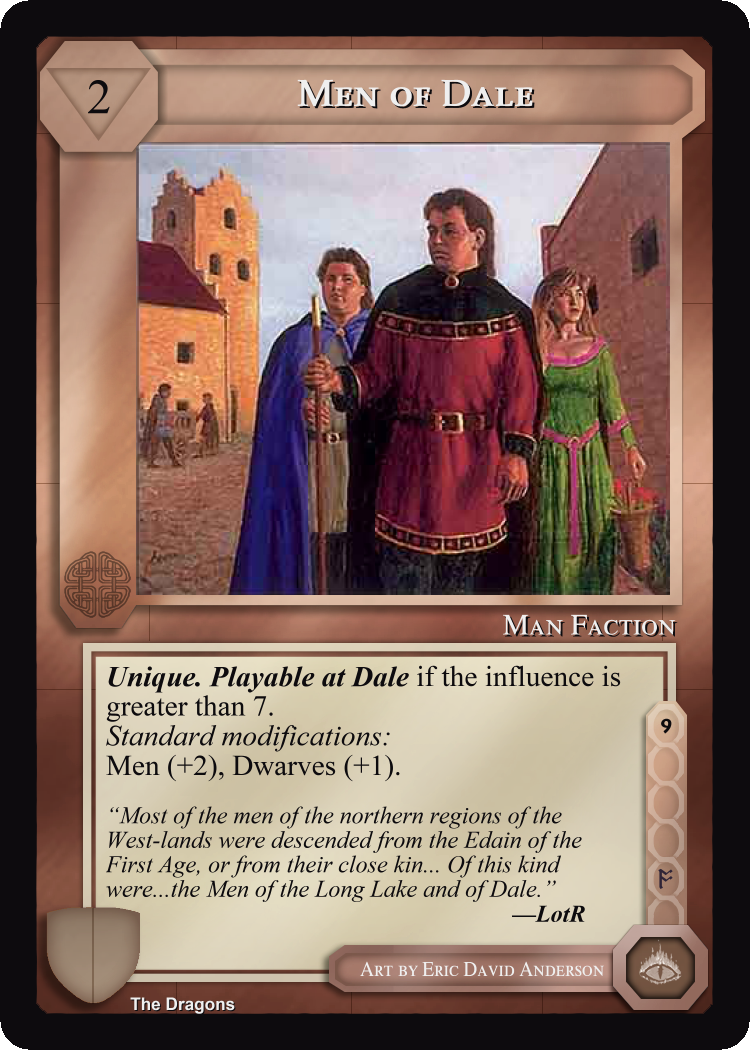 2
MEN OF DALE
MAN FACTION
Unique. Playable at Dale if the influence is
greater than 7.
Standard modifications:
Men (+2), Dwarves (+1).
9
“Most of the men of the northern regions of the
West-lands were descended from the Edain of the
First Age, or from their close kin... Of this kind
were...the Men of the Long Lake and of Dale.”
—LotR
ART BY ERIC DAVID ANDERSON
The Dragons